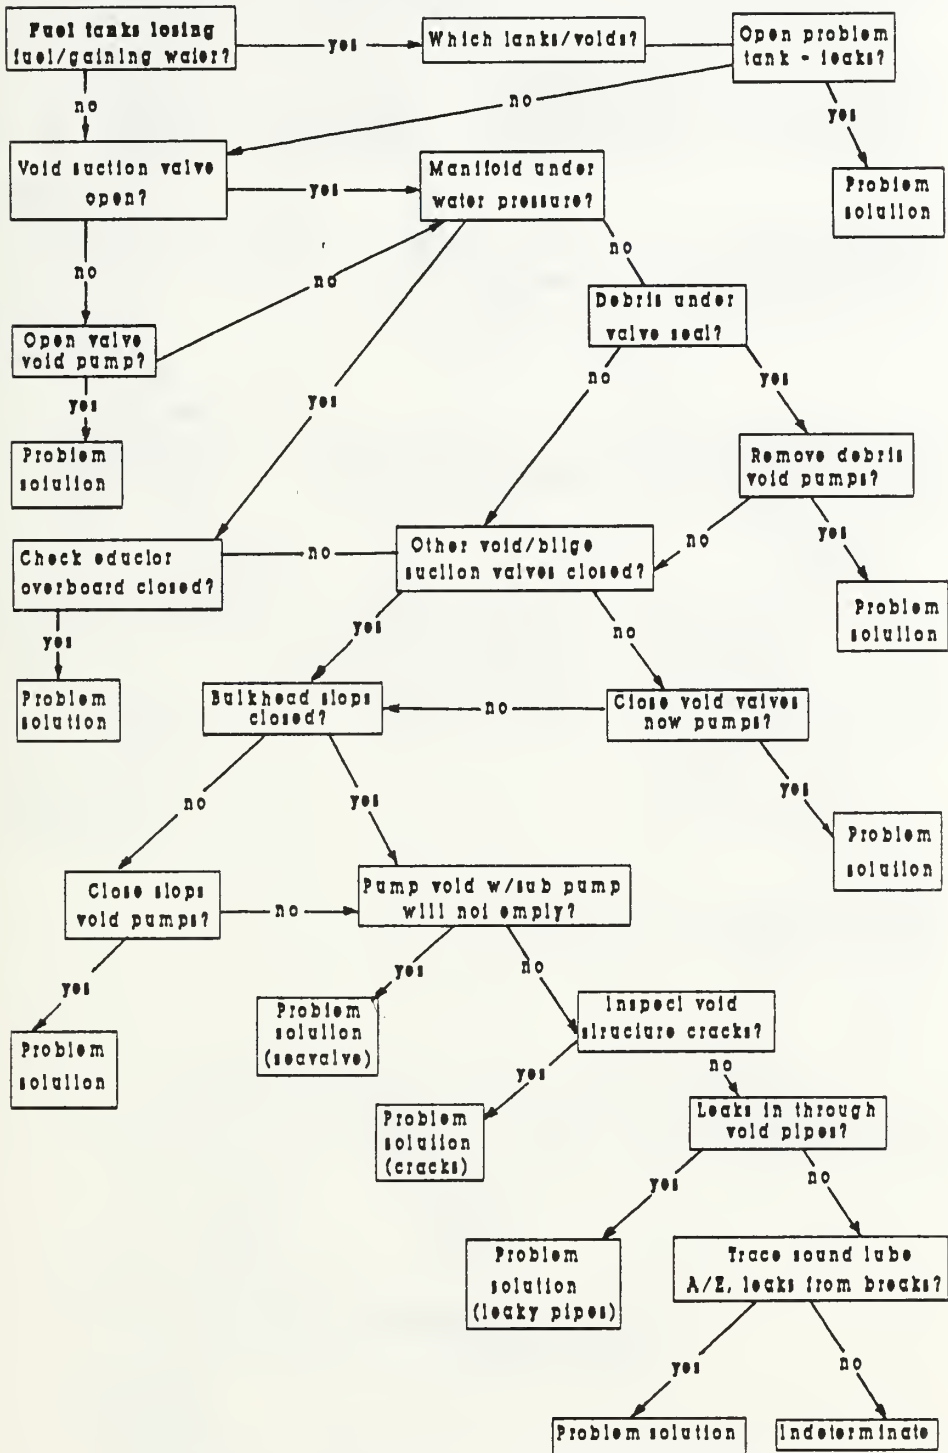 Fuel tanks losing
fuel/gaining water?
yes
Which tanks/voids?
Open problem
tank - leaks?
no
no
yes
Void suction valve
open?
yes
Manifold under
water pressure?
Problem
solution
no
no
no
Debris under
valve seal?
Open valve
void pump?
yes
yes
no
yes
Problem
solution
Remove debris
void pumps?
Check eductor
overboard closed?
no
Other void/bilge
suction valves closed?
no
yes
yes
yes
no
Problem
solution
Problem
solution
Bulkhead stops
closed?
no
Close void valves
now pumps?
no
yes
yes
Problem
solution
Close stops
void pumps?
no
Pump void w/sub pump
will not empty?
yes
yes
no
Problem
solution
Problem
solution
(seavalve)
Inspect void
structure cracks?
yes
no
Problem
solution
(cracks)
Leaks in through
void pipes?
yes
no
Problem
solution
(leaky pipes)
Trace sound tube
A/E, leaks from breaks?
yes
no
Problem solution
Indeterminate